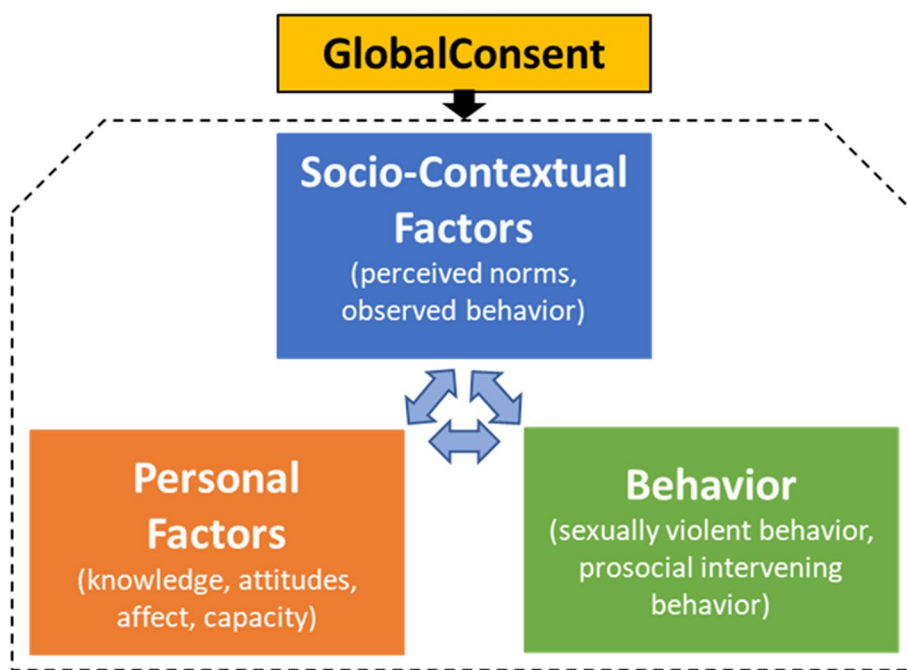 GlobalConsent
Socio-Contextual
Factors
(perceived norms,
observed behavior)
Personal
Factors
(knowledge, attitudes,
affect, capacity)
Behavior
(sexually violent behavior,
prosocial intervening
behavior)